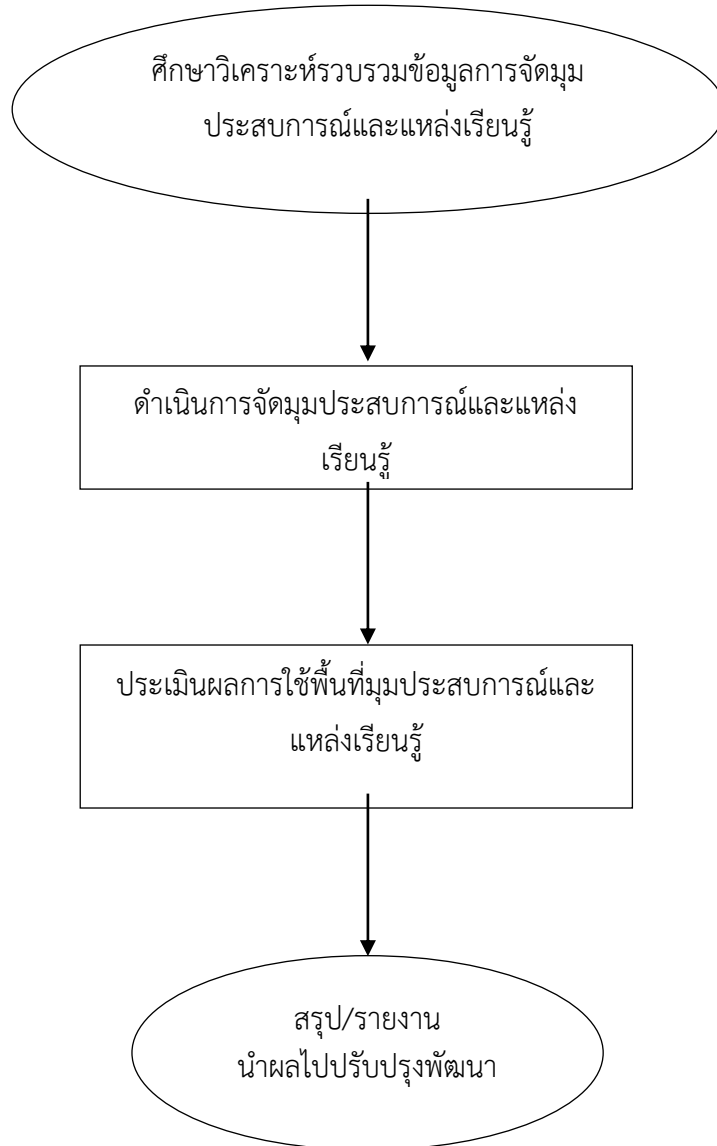 ศึกษาวิเคราะห์รวบรวมข้อมูลการจัดมุม
ประสบการณ์และแหล่งเรียนรู้
ดำเนินการจัดมุมประสบการณ์และแหล่ง
เรียนรู้
ประเมินผลการใช้พื้นที่มุมประสบการณ์และ
แหล่งเรียนรู้
สรุป/รายงาน
นำผลไปปรับปรุงพัฒนา